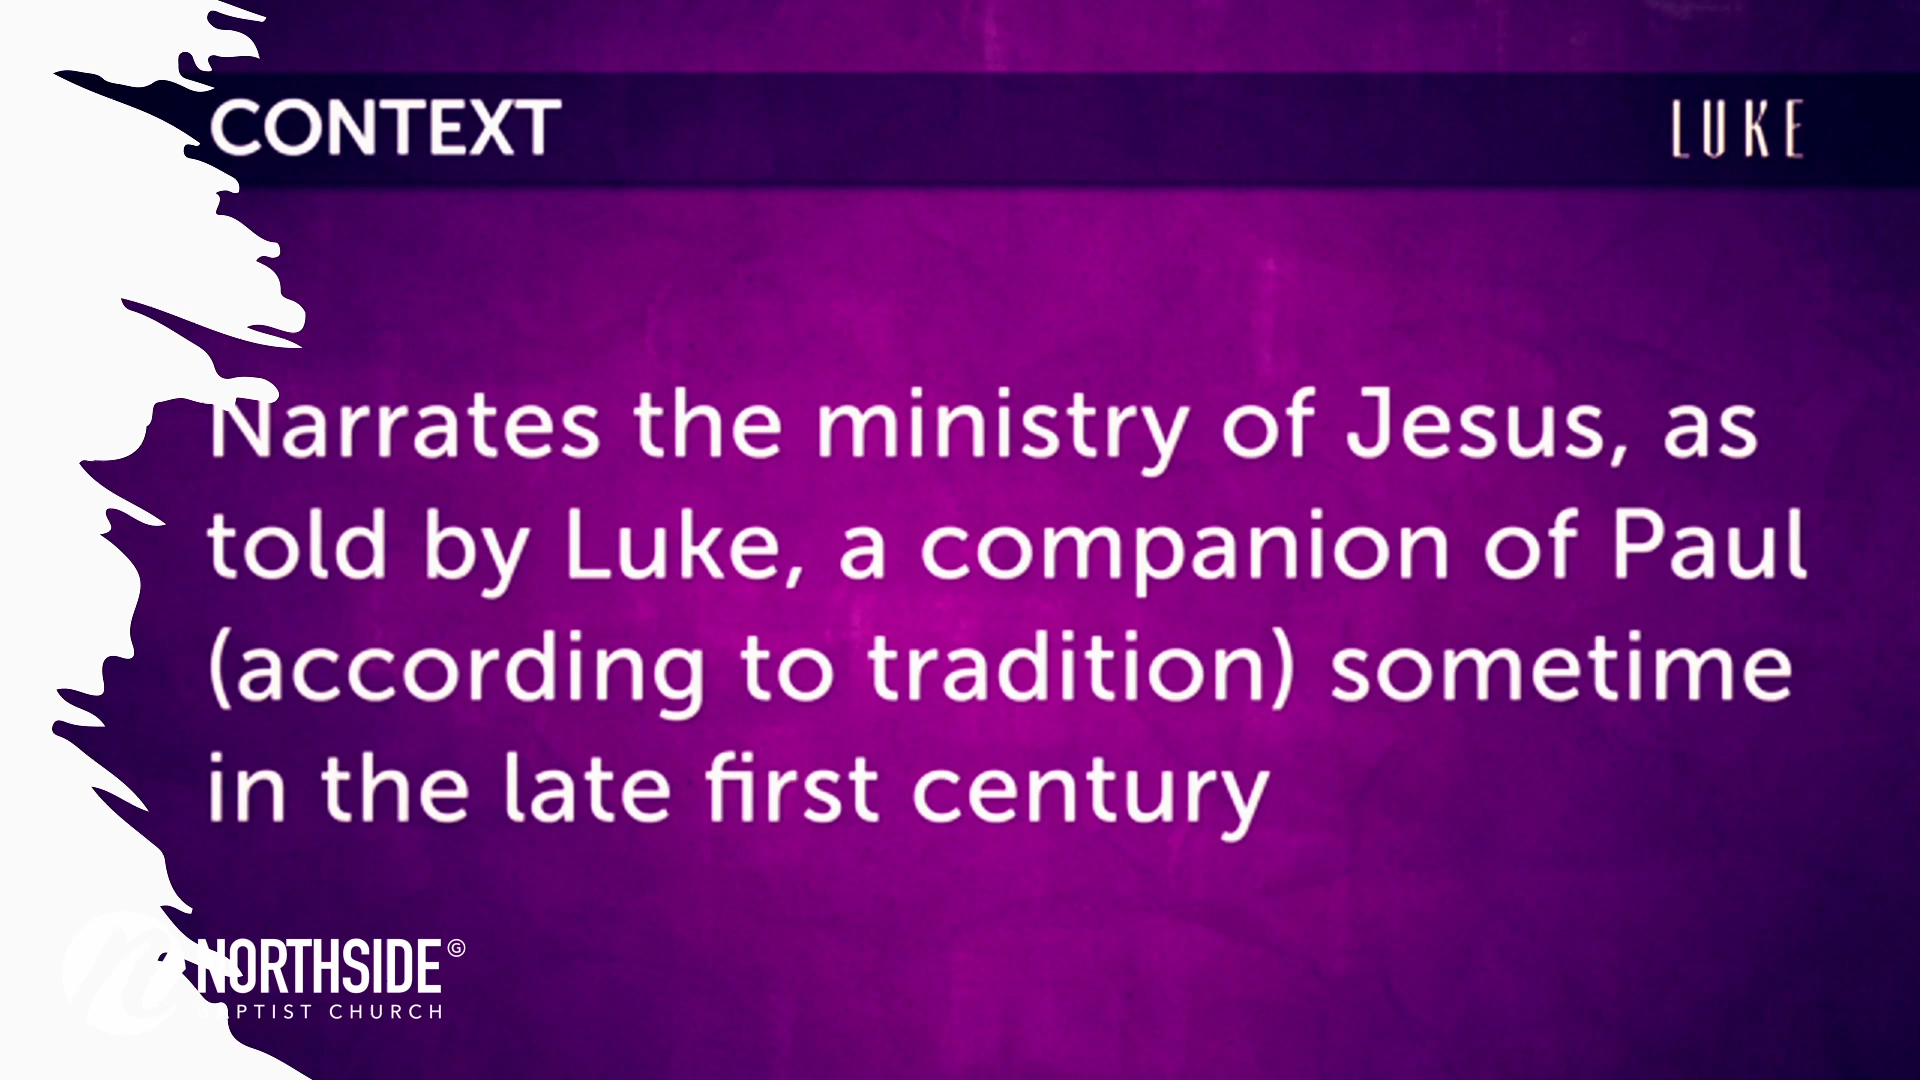 CONTEXT
LUKE
Narrates the ministry of Jesus, as
told by Luke, a companion of Paul
(according to tradition) sometime
in the late first century
NORTHSIDE G
BAPTIST CHURCH